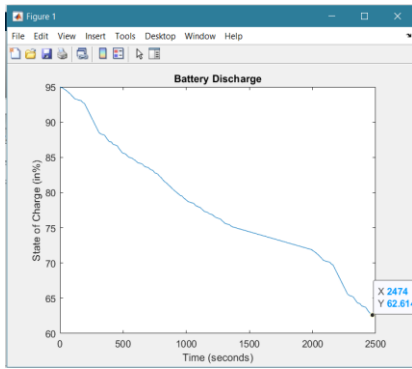 Figure 1
File Edit View Insert Tools Desktop Window Help
Battery Discharge
95
90
85
80
75
70
65
60
State of Charge (in%)
X 2474
Y 62.614
0 500 1000 1500 2000 2500
Time (seconds)